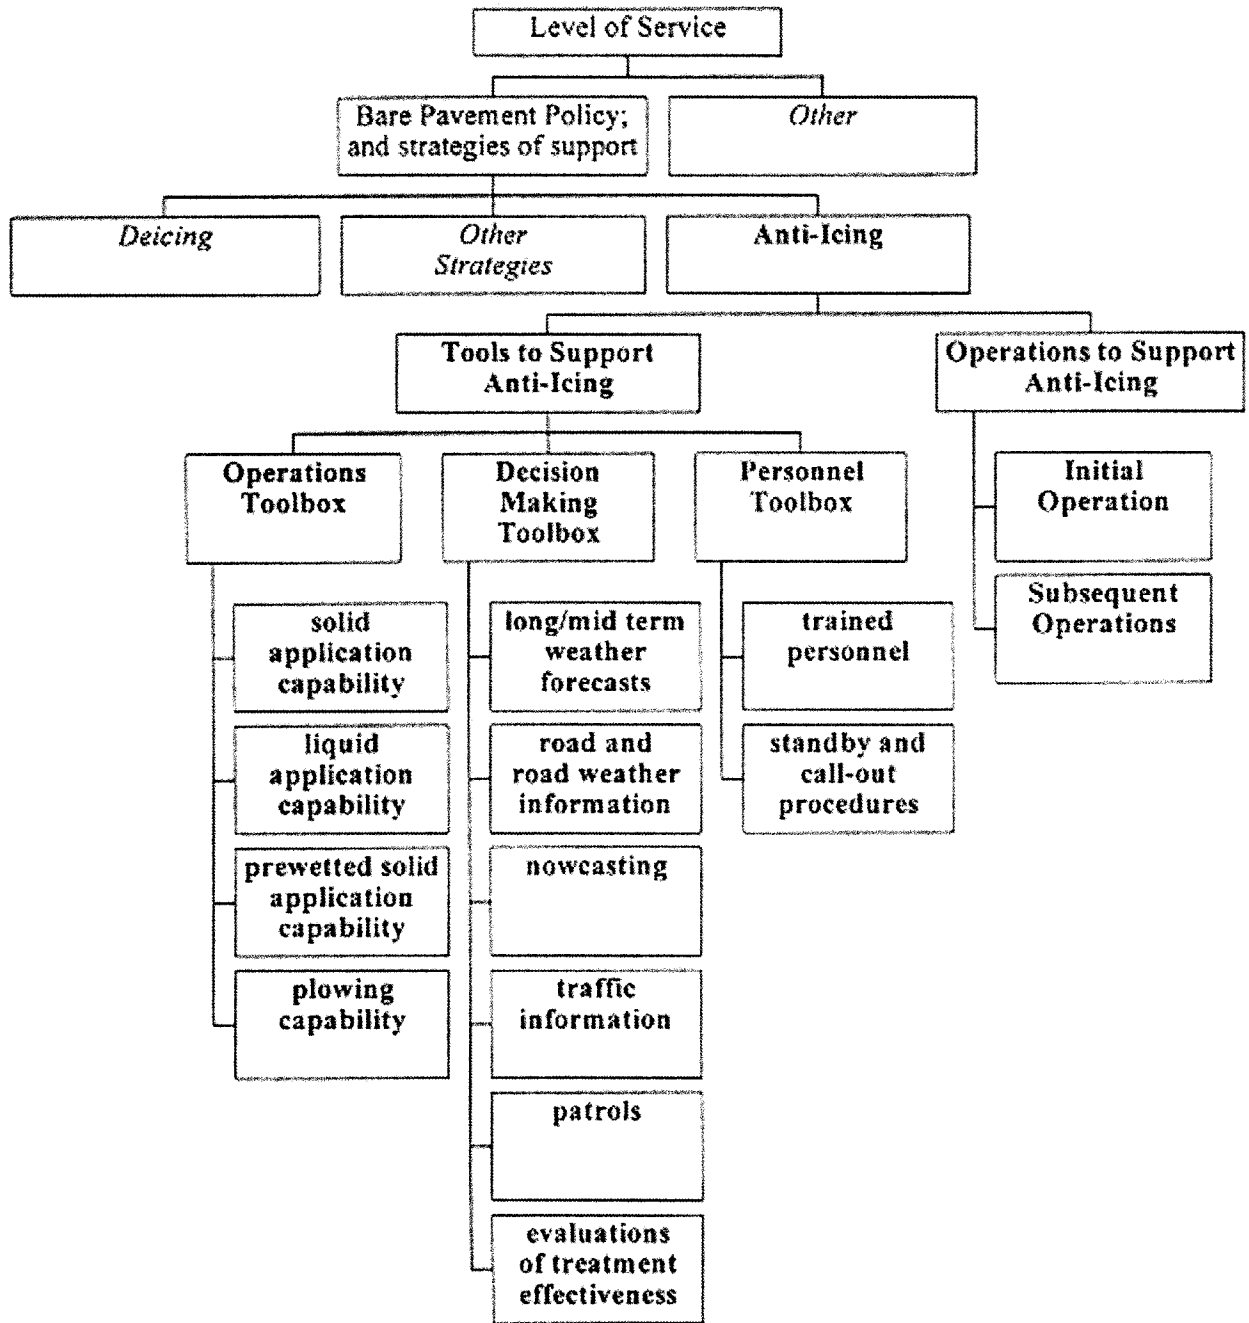 Level of Service
Bare Pavement Policy;
and strategies of support
Other
Deicing
Other
Strategies
Anti-Icing
Tools to Support
Anti-Icing
Operations to Support
Anti-Icing
Operations
Toolbox
Decision
Making
Toolbox
Personnel
Toolbox
Initial
Operation
Subsequent
Operations
solid
application
capability
liquid
application
capability
prewetted solid
application
capability
plowing
capability
long/mid term
weather
forecasts
road and
road weather
information
nowcasting
traffic
information
patrols
evaluations
of treatment
effectiveness
trained
personnel
standby and
call-out
procedures